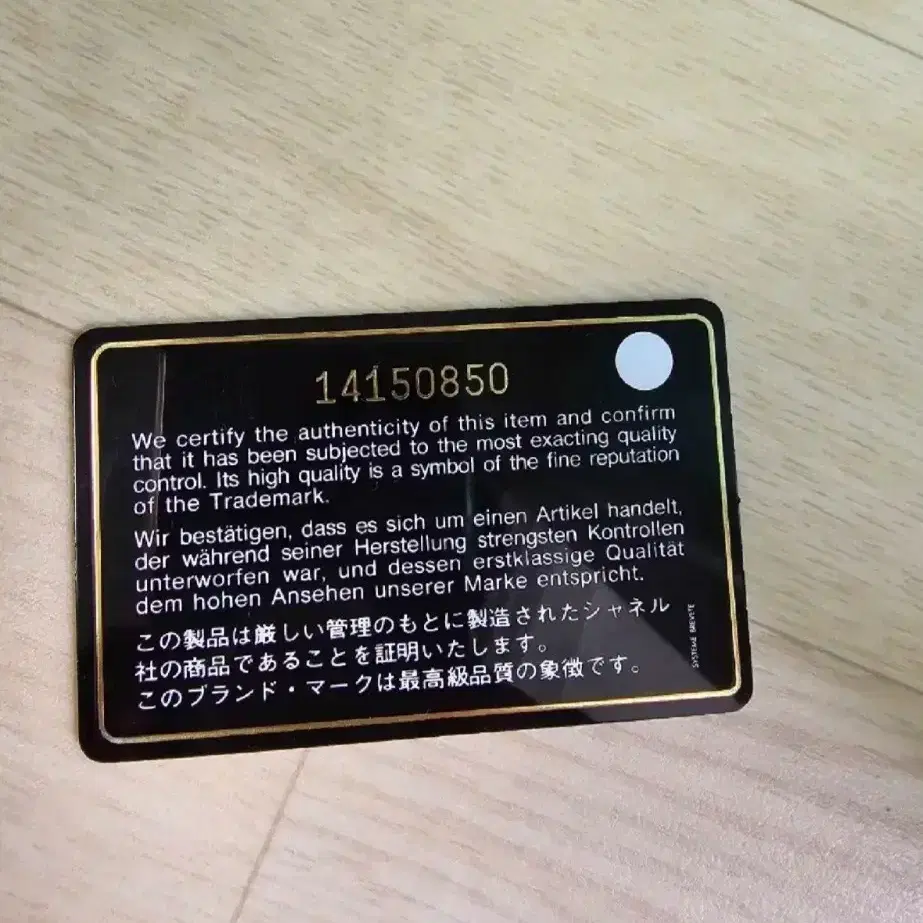 14150850
We certify the authenticity of this item and confirm
that it has been subjected to the most exacting quality
control. Its high quality is a symbol of the fine reputation
of the Trademark.
Wir bestätigen, dass es sich um einen Artikel handelt,
der während seiner Herstellung strengsten Kontrollen
unterworfen war, und dessen erstklassige Qualität
dem hohen Ansehen unserer Marke entspricht.
この製品は厳しい管理のもとに製造されたシャネル
社の商品であることを証明いたします。
このブランド・マークは最高級品質の象徴です。
SYSTEME BREVETE